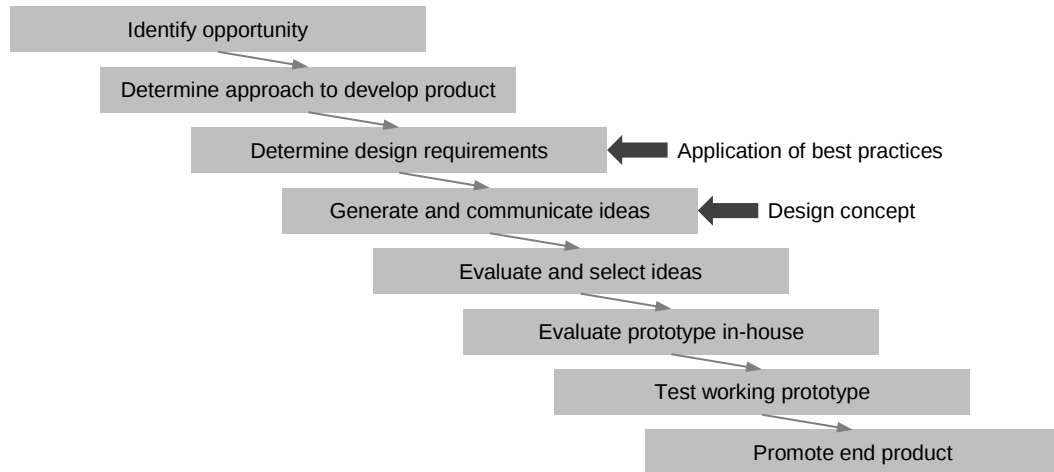 Identify opportunity
Determine approach to develop product
Determine design requirements
Application of best practices
Generate and communicate ideas
Design concept
Evaluate and select ideas
Evaluate prototype in-house
Test working prototype
Promote end product